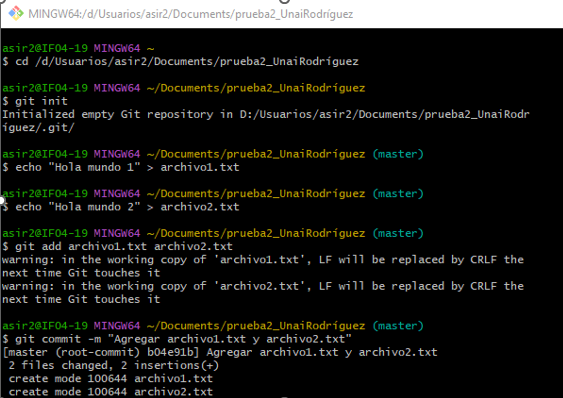 MINGW64:/d/Usuarios/asir2/Documents/prueba2_UnaiRodríguez
asir2@IF04-19 MINGW64 ~
$ cd /d/Usuarios/asir2/Documents/prueba2_UnaiRodríguez
asir2@IF04-19 MINGW64 ~/Documents/prueba2_UnaiRodríguez
$ git init
Initialized empty Git repository in D:/Usuarios/asir2/Documents/prueba2_UnaiRodr
íguez/.git/
asir2@IF04-19 MINGW64 ~/Documents/prueba2_UnaiRodríguez (master)
$ echo "Hola mundo 1" > archivo1.txt
asir2@IF04-19 MINGW64 ~/Documents/prueba2_UnaiRodríguez (master)
$ echo "Hola mundo 2" > archivo2.txt
asir2@IF04-19 MINGW64 ~/Documents/prueba2_UnaiRodríguez (master)
$ git add archivo1.txt archivo2.txt
warning: in the working copy of 'archivo1.txt', LF will be replaced by CRLF the
next time Git touches it
warning: in the working copy of 'archivo2.txt', LF will be replaced by CRLF the
next time Git touches it
asir2@IF04-19 MINGW64 ~/Documents/prueba2_UnaiRodríguez (master)
$ git commit -m "Agregar archivo1.txt y archivo2.txt"
[master (root-commit) b04e91b] Agregar archivo1.txt y archivo2.txt
 2 files changed, 2 insertions(+)
 create mode 100644 archivo1.txt
 create mode 100644 archivo2.txt